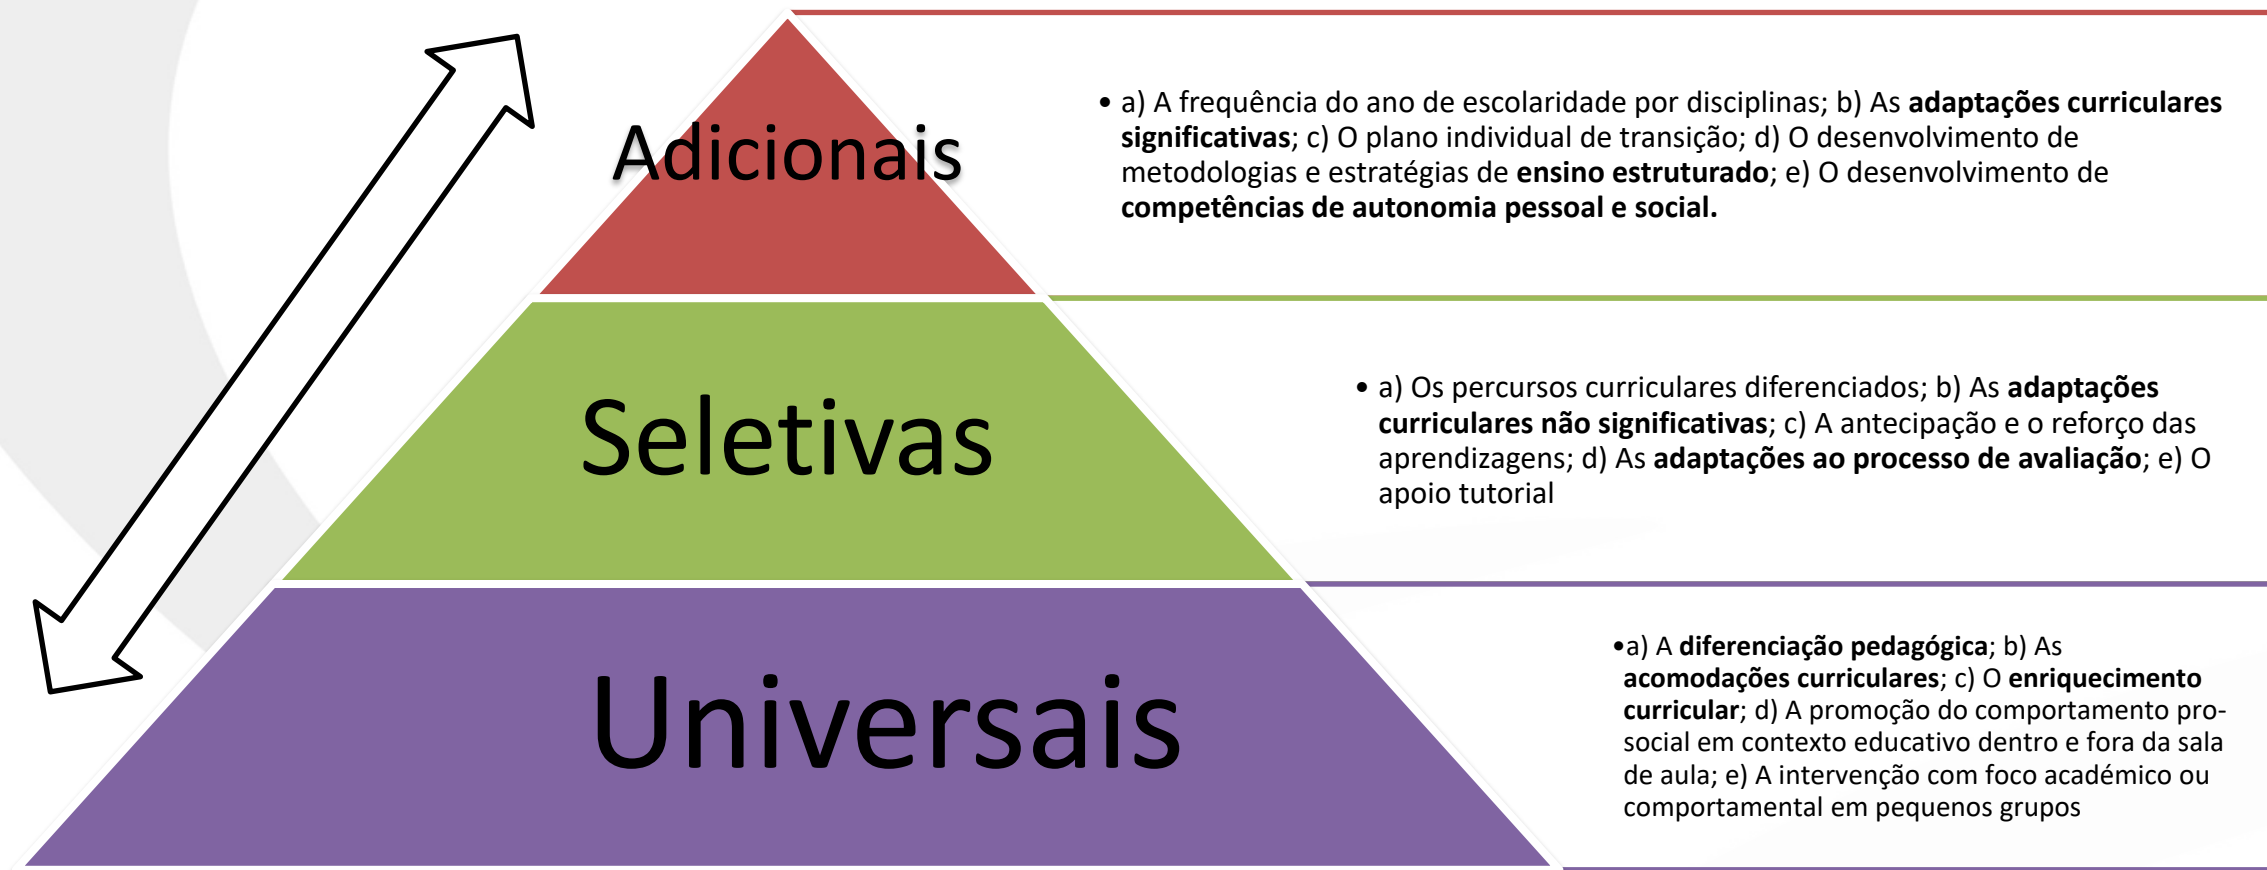 Adicionais
• a) A frequência do ano de escolaridade por disciplinas; b) As adaptações curriculares
significativas; c) O plano individual de transição; d) O desenvolvimento de
metodologias e estratégias de ensino estruturado; e) O desenvolvimento de
competências de autonomia pessoal e social.
Seletivas
• a) Os percursos curriculares diferenciados; b) As adaptações
curriculares não significativas; c) A antecipação e o reforço das
aprendizagens; d) As adaptações ao processo de avaliação; e) O
apoio tutorial
Universais
•a) A diferenciação pedagógica; b) As
acomodações curriculares; c) O enriquecimento
curricular; d) A promoção do comportamento pro-
social em contexto educativo dentro e fora da sala
de aula; e) A intervenção com foco académico ou
comportamental em pequenos grupos